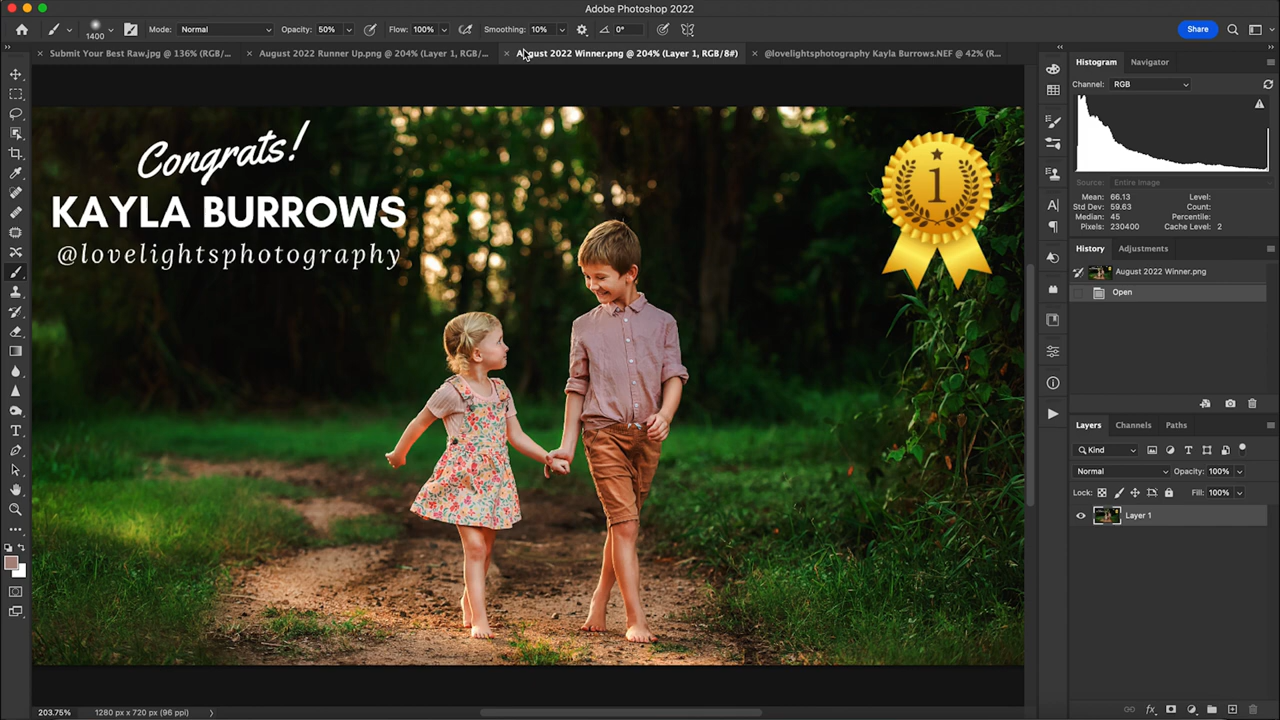 Adobe Photoshop 2022
1400 Mode: Normal Opacity: 50% Flow: 100% Smoothing: 10% 0° Share
Submit Your Best Raw.jpg @ 136% (RGB/... August 2022 Runner Up.png @ 204% (Layer 1, RGB/8... August 2022 Winner.png @ 204% (Layer 1, RGB/8#) @lovelightsphotography Kayla Burrows.NEF @ 42% (R...
Congrats!
KAYLA BURROWS
@lovelightsphotography
1
Histogram Navigator
Channel: RGB
Source: Entire Image
Mean: 66.13 Level:
Std Dev: 59.63 Count:
Median: 45 Percentile:
Pixels: 230400 Cache Level: 2
History Adjustments
August 2022 Winner.png
Open
Layers Channels Paths
Kind
Normal Opacity: 100%
Lock: Fill: 100%
Layer 1
203.75% 1280 px x 720 px (96 ppi)